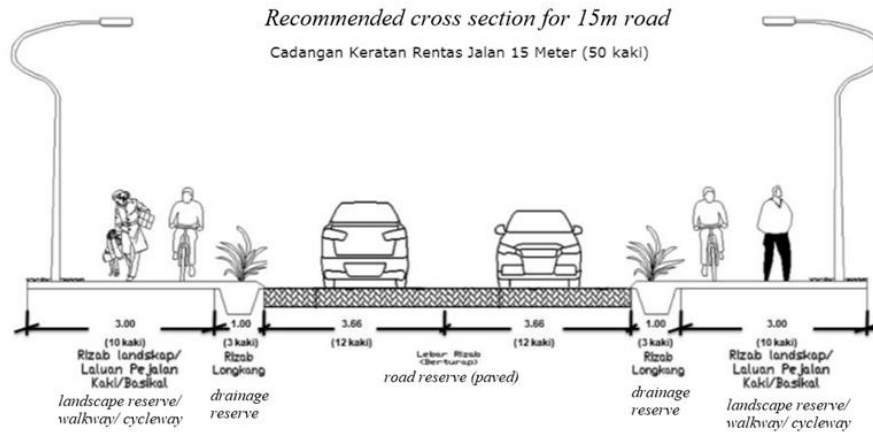 Recommended cross section for 15m road
Cadangan Keratan Rentas Jalan 15 Meter (50 kaki)
3.00
(10 kaki)
Rizab landskap/
Laluan Pejalan
Kaki/Basikal
landscape reserve/
walkway/ cycleway
1.00
(3 kaki)
Rizab
Longkang
drainage
reserve
3.66
(12 kaki)
Lebar Rizab
(Berturap)
road reserve (paved)
3.66
(12 kaki)
1.00
(3 kaki)
Rizab
Longkang
drainage
reserve
3.00
(10 kaki)
Rizab landskap/
Laluan Pejalan
Kaki/Basikal
landscape reserve/
walkway/ cycleway